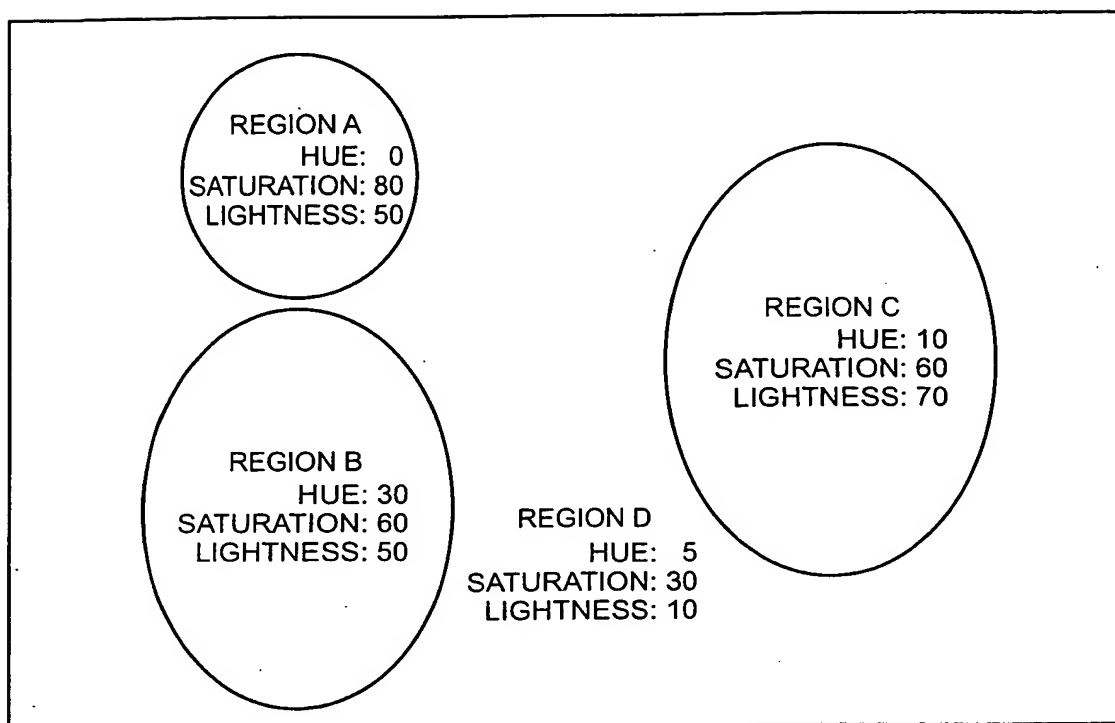 REGION A
HUE: 0
SATURATION: 80
LIGHTNESS: 50
REGION B
HUE: 30
SATURATION: 60
LIGHTNESS: 50
REGION C
HUE: 10
SATURATION: 60
LIGHTNESS: 70
REGION D
HUE: 5
SATURATION: 30
LIGHTNESS: 10